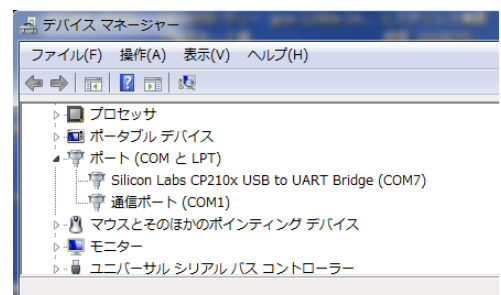 デバイス マネージャー
ファイル(F) 操作(A) 表示(V) ヘルプ(H)
プロセッサ
ポータブル デバイス
ポート (COM と LPT)
Silicon Labs CP210x USB to UART Bridge (COM7)
通信ポート (COM1)
マウスとそのほかのポインティング デバイス
モニター
ユニバーサル シリアル バス コントローラー